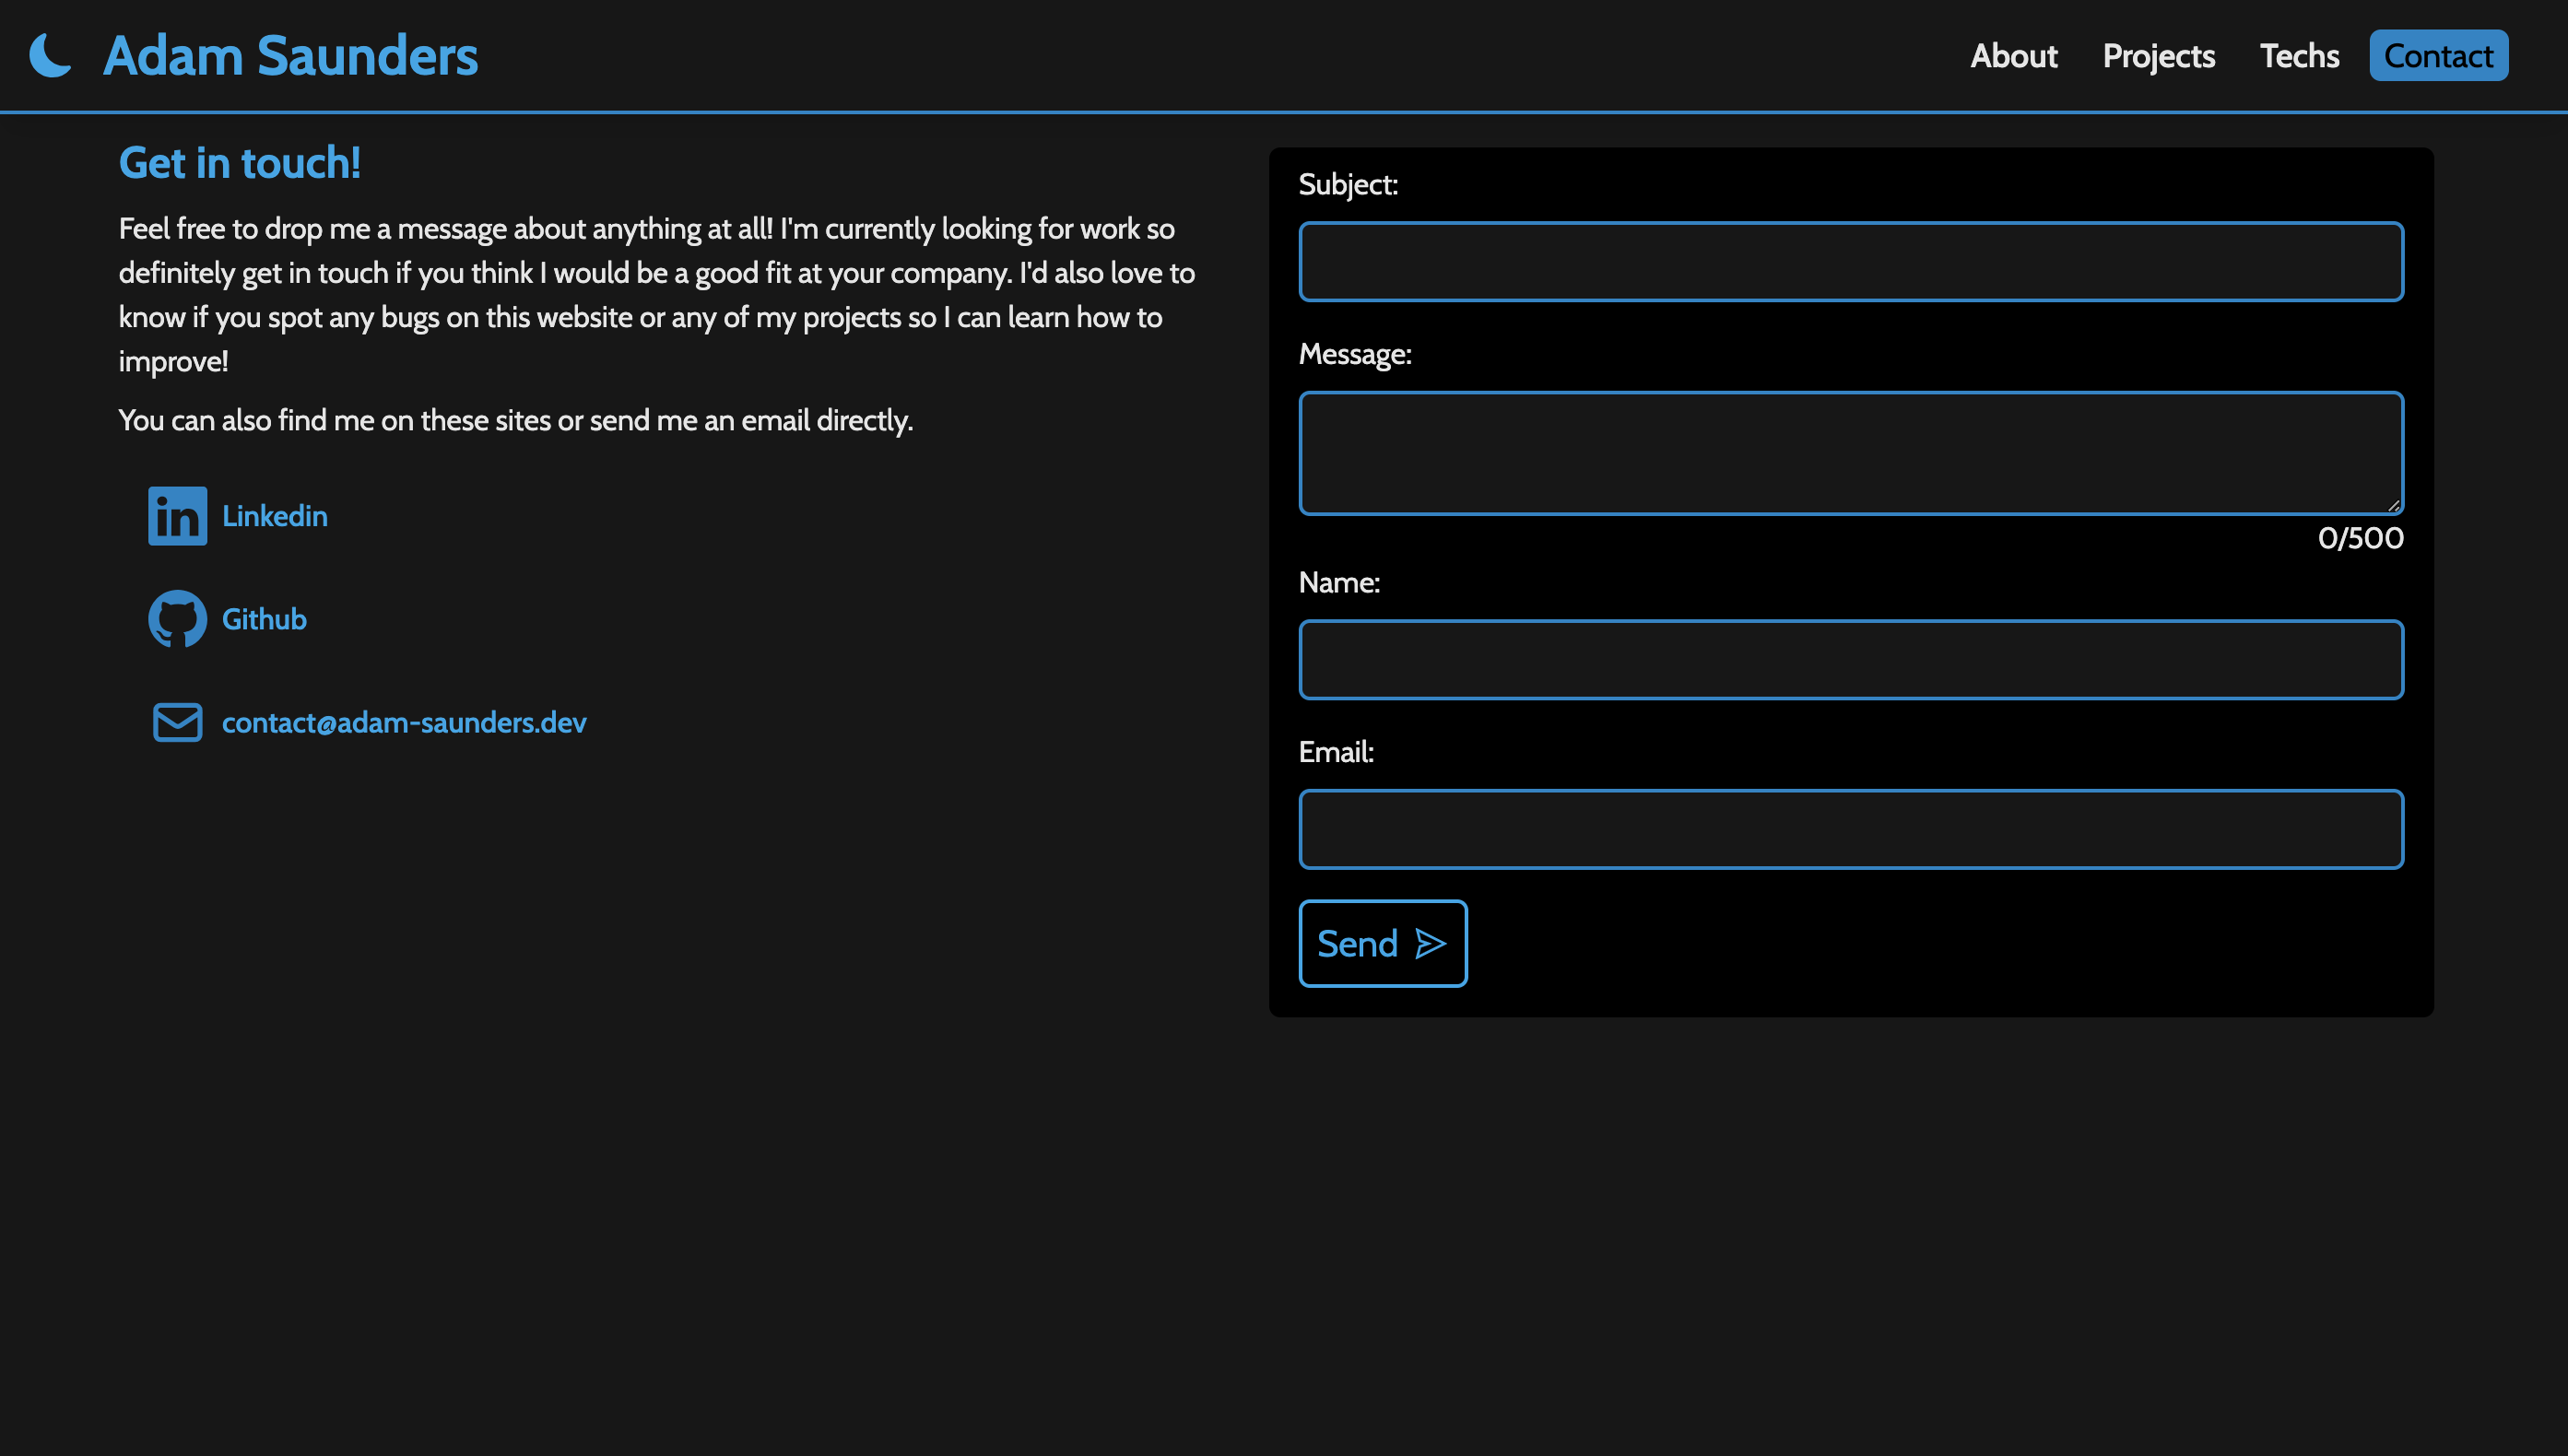 Adam Saunders
About
Projects
Techs
Contact
Get in touch!
Feel free to drop me a message about anything at all! I'm currently looking for work so
definitely get in touch if you think I would be a good fit at your company. I'd also love to
know if you spot any bugs on this website or any of my projects so I can learn how to
improve!
You can also find me on these sites or send me an email directly.
Linkedin
Github
contact@adam-saunders.dev
Subject:
Message:
0/500
Name:
Email:
Send